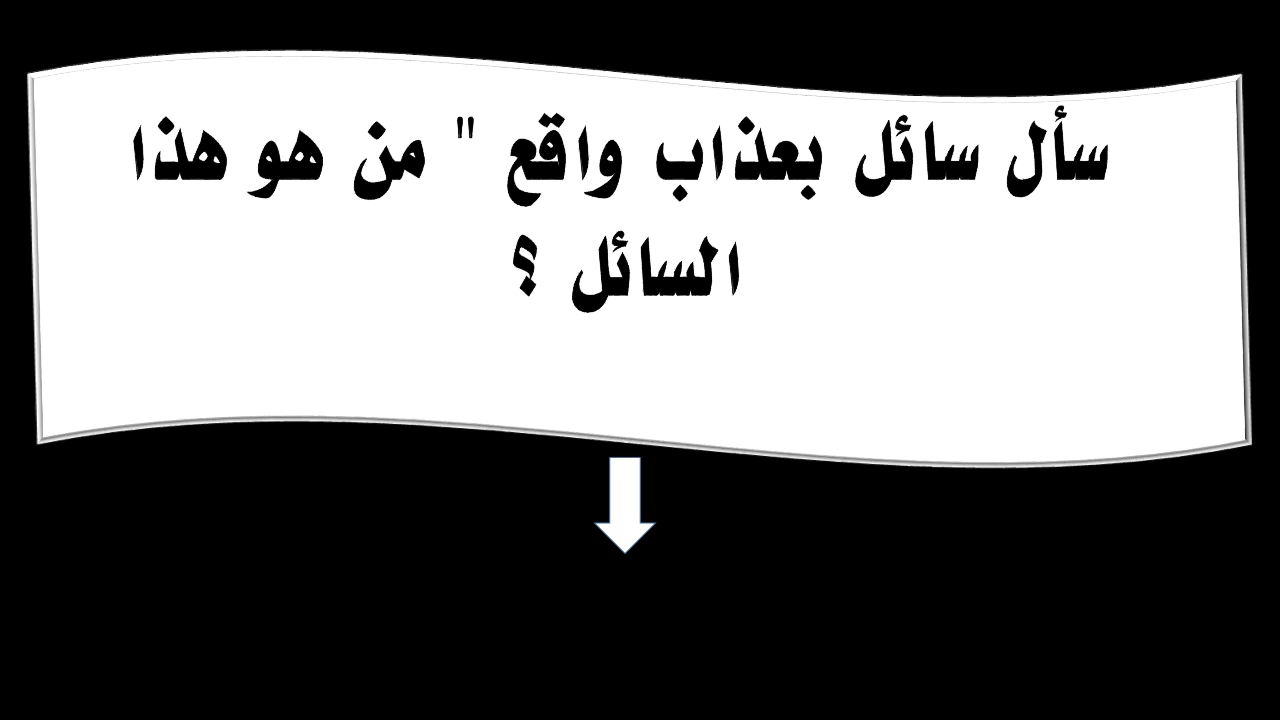 سأل سائل بعذاب واقع " من هو هذا
السائل ؟